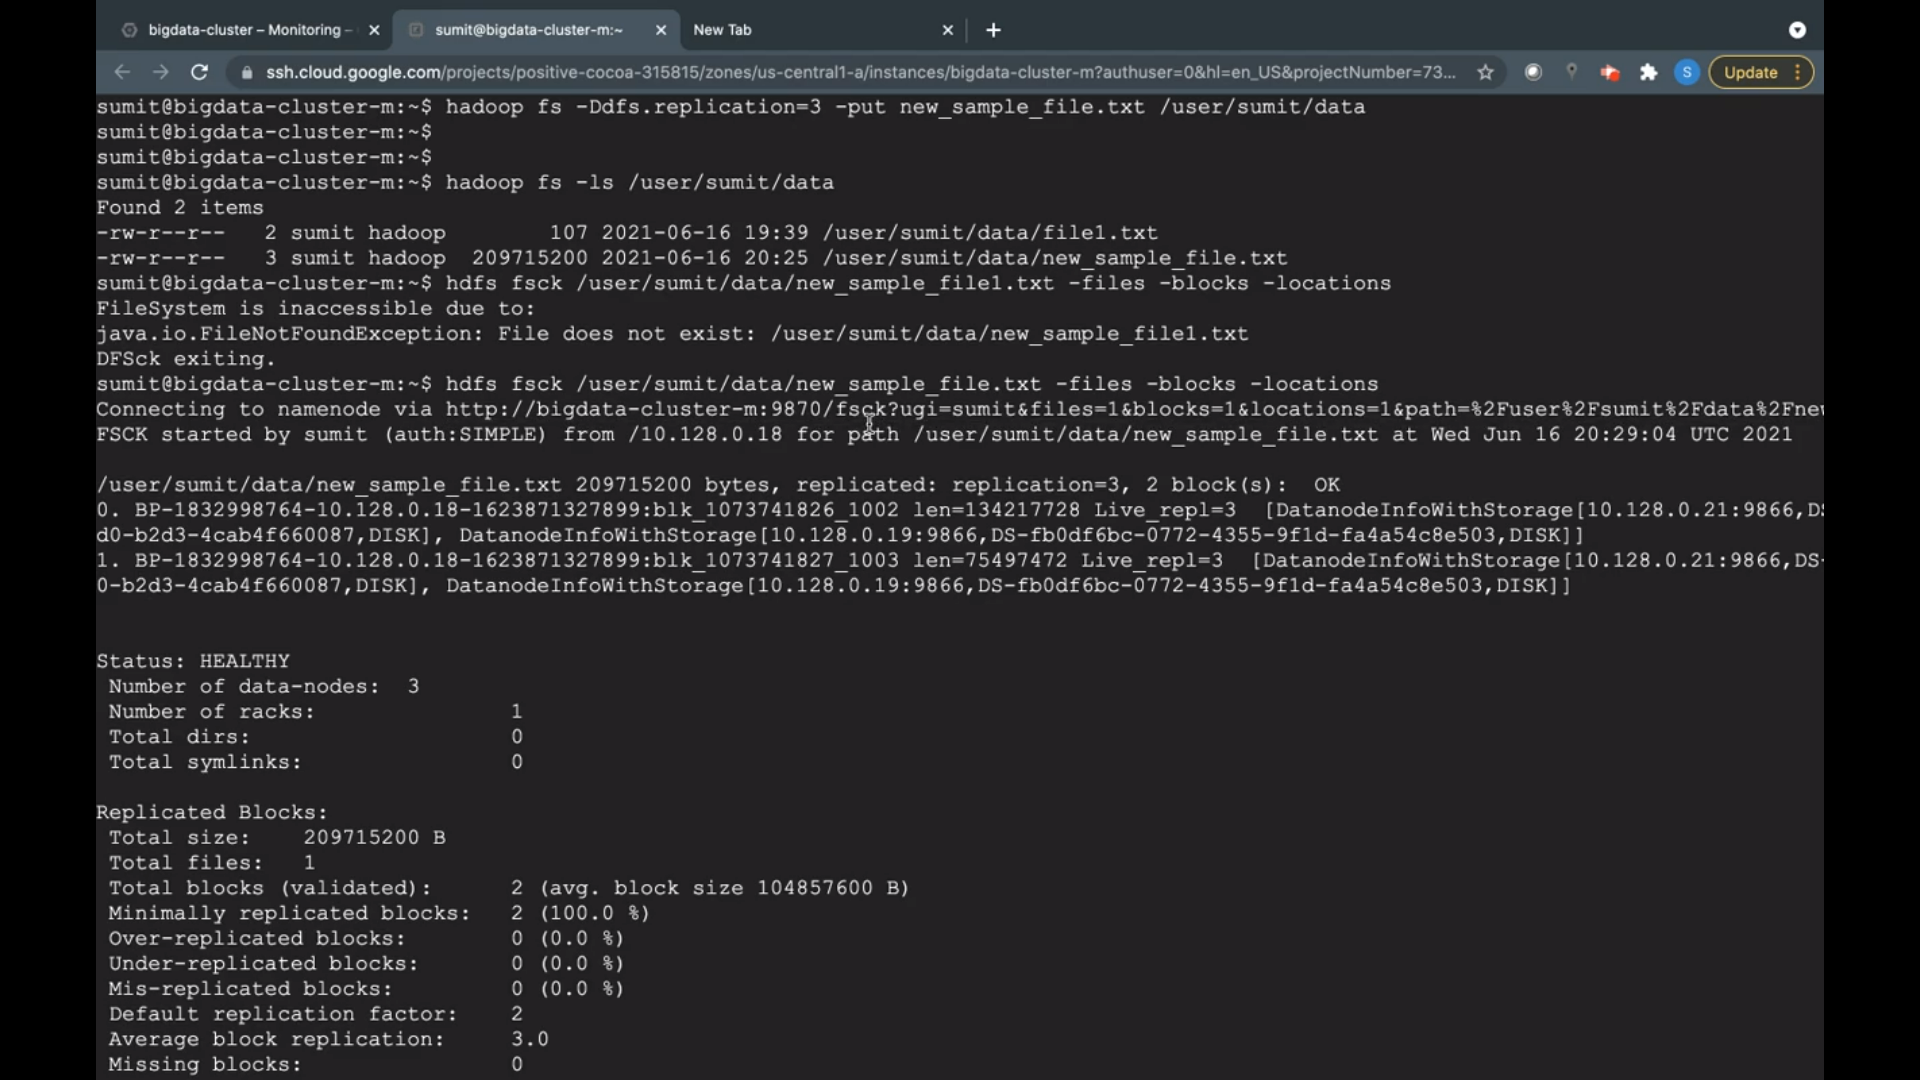 bigdata-cluster – Monitoring –
sumit@bigdata-cluster-m:~
New Tab
ssh.cloud.google.com/projects/positive-cocoa-315815/zones/us-central1-a/instances/bigdata-cluster-m?authuser=0&hl=en_US&projectNumber=73...
S
Update
sumit@bigdata-cluster-m:~$ hadoop fs -Ddfs.replication=3 -put new_sample_file.txt /user/sumit/data
sumit@bigdata-cluster-m:~$
sumit@bigdata-cluster-m:~$
sumit@bigdata-cluster-m:~$ hadoop fs -ls /user/sumit/data
Found 2 items
-rw-r--r--   2 sumit hadoop        107 2021-06-16 19:39 /user/sumit/data/file1.txt
-rw-r--r--   3 sumit hadoop  209715200 2021-06-16 20:25 /user/sumit/data/new_sample_file.txt
sumit@bigdata-cluster-m:~$ hdfs fsck /user/sumit/data/new_sample_file1.txt -files -blocks -locations
FileSystem is inaccessible due to:
java.io.FileNotFoundException: File does not exist: /user/sumit/data/new_sample_file1.txt
DFSck exiting.
sumit@bigdata-cluster-m:~$ hdfs fsck /user/sumit/data/new_sample_file.txt -files -blocks -locations
Connecting to namenode via http://bigdata-cluster-m:9870/fsck?ugi=sumit&files=1&blocks=1&locations=1&path=%2Fuser%2Fsumit%2Fdata%2Fnew
FSCK started by sumit (auth:SIMPLE) from /10.128.0.18 for path /user/sumit/data/new_sample_file.txt at Wed Jun 16 20:29:04 UTC 2021
/user/sumit/data/new_sample_file.txt 209715200 bytes, replicated: replication=3, 2 block(s):  OK
0. BP-1832998764-10.128.0.18-1623871327899:blk_1073741826_1002 len=134217728 Live_repl=3  [DatanodeInfoWithStorage[10.128.0.21:9866,DS
d0-b2d3-4cab4f660087,DISK], DatanodeInfoWithStorage[10.128.0.19:9866,DS-fb0df6bc-0772-4355-9f1d-fa4a54c8e503,DISK]]
1. BP-1832998764-10.128.0.18-1623871327899:blk_1073741827_1003 len=75497472 Live_repl=3  [DatanodeInfoWithStorage[10.128.0.21:9866,DS-
0-b2d3-4cab4f660087,DISK], DatanodeInfoWithStorage[10.128.0.19:9866,DS-fb0df6bc-0772-4355-9f1d-fa4a54c8e503,DISK]]
Status: HEALTHY
Number of data-nodes:  3
Number of racks:               1
Total dirs:                    0
Total symlinks:                0
Replicated Blocks:
Total size:    209715200 B
Total files:   1
Total blocks (validated):      2 (avg. block size 104857600 B)
Minimally replicated blocks:   2 (100.0 %)
Over-replicated blocks:        0 (0.0 %)
Under-replicated blocks:       0 (0.0 %)
Mis-replicated blocks:         0 (0.0 %)
Default replication factor:    2
Average block replication:     3.0
Missing blocks:                0